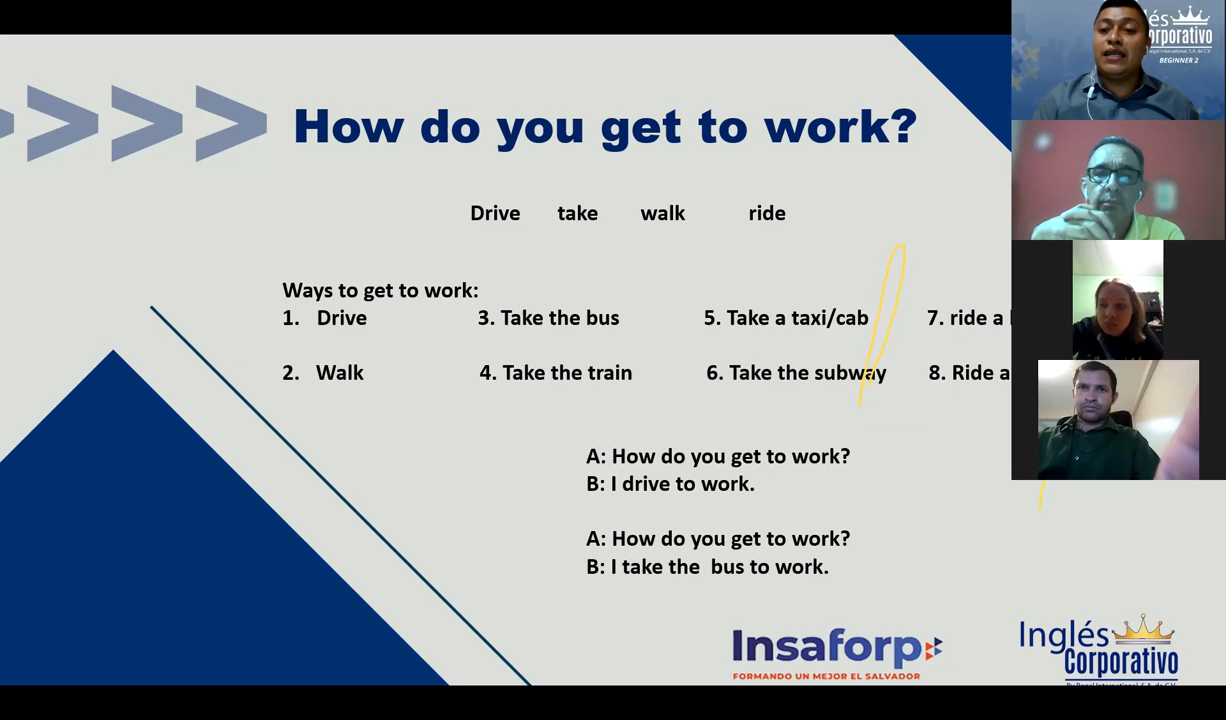 How do you get to work?
Drive take walk ride
Ways to get to work:
1. Drive 3. Take the bus 5. Take a taxi/cab 7. ride a
2. Walk 4. Take the train 6. Take the subway 8. Ride a
A: How do you get to work?
B: I drive to work.
A: How do you get to work?
B: I take the bus to work.
Insaforp
FORMANDO UN MEJOR EL SALVADOR
Inglés
Corporativo
és
orporativo
BEGINNER 2